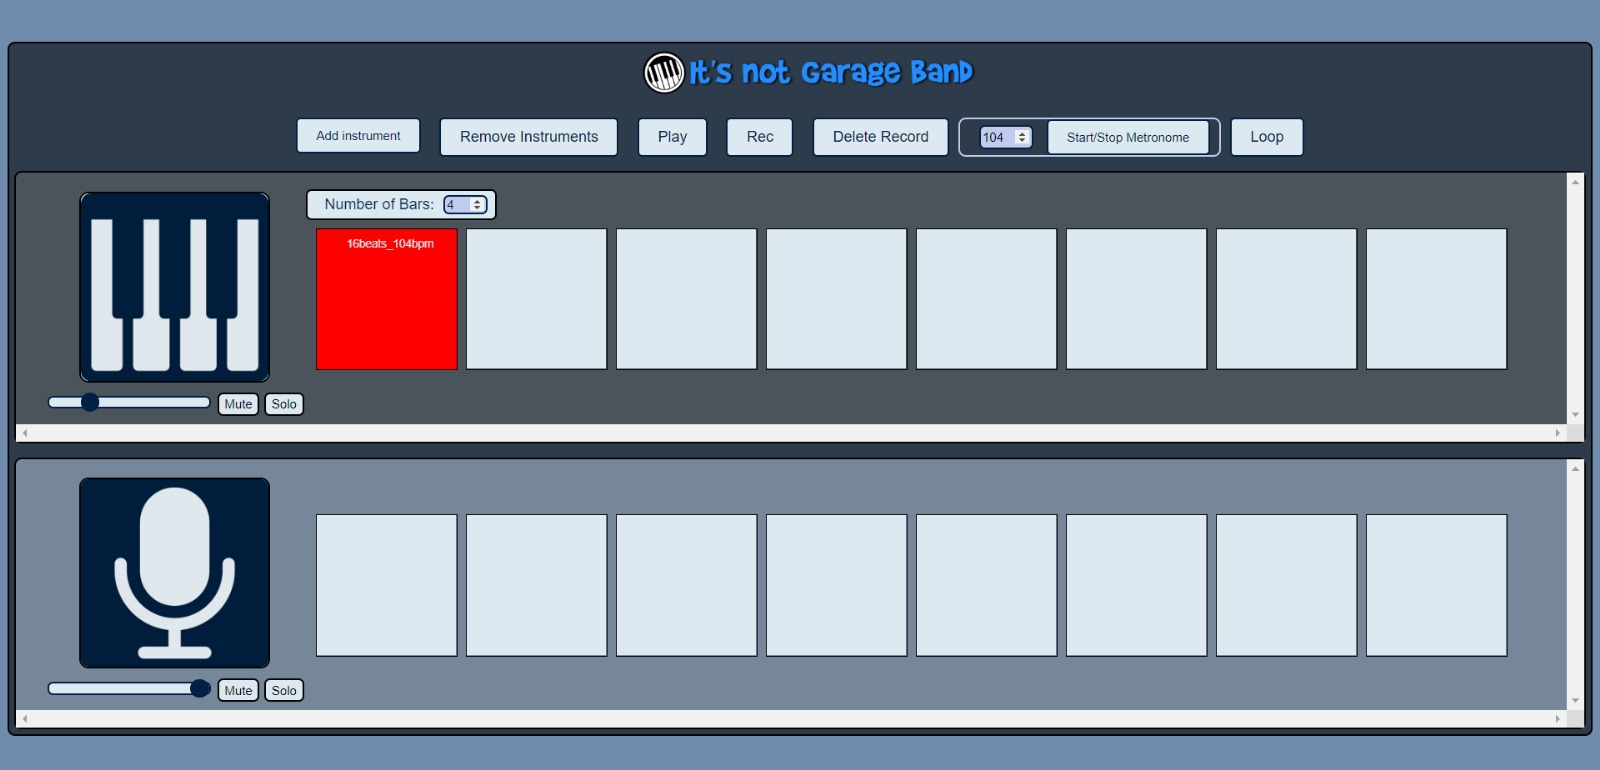 It's not Garage Band
Add instrument Remove Instruments Play Rec Delete Record 104 Start/Stop Metronome Loop
Number of Bars: 4
16beats_104bpm
Mute Solo
Mute Solo